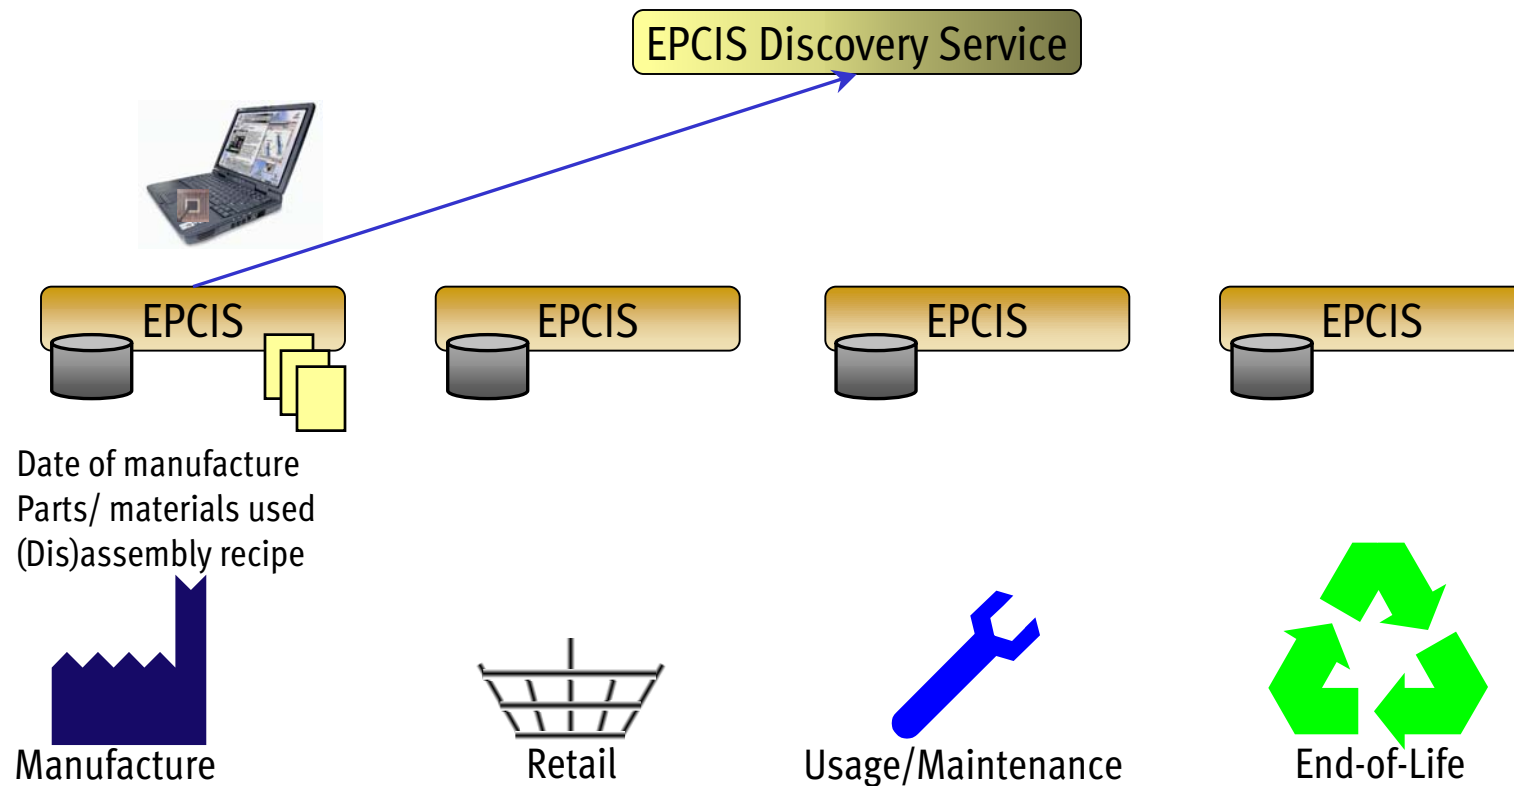 EPCIS Discovery Service
EPCIS
EPCIS
EPCIS
EPCIS
Date of manufacture
Parts/ materials used
(Dis)assembly recipe
Manufacture
Retail
Usage/Maintenance
End-of-Life